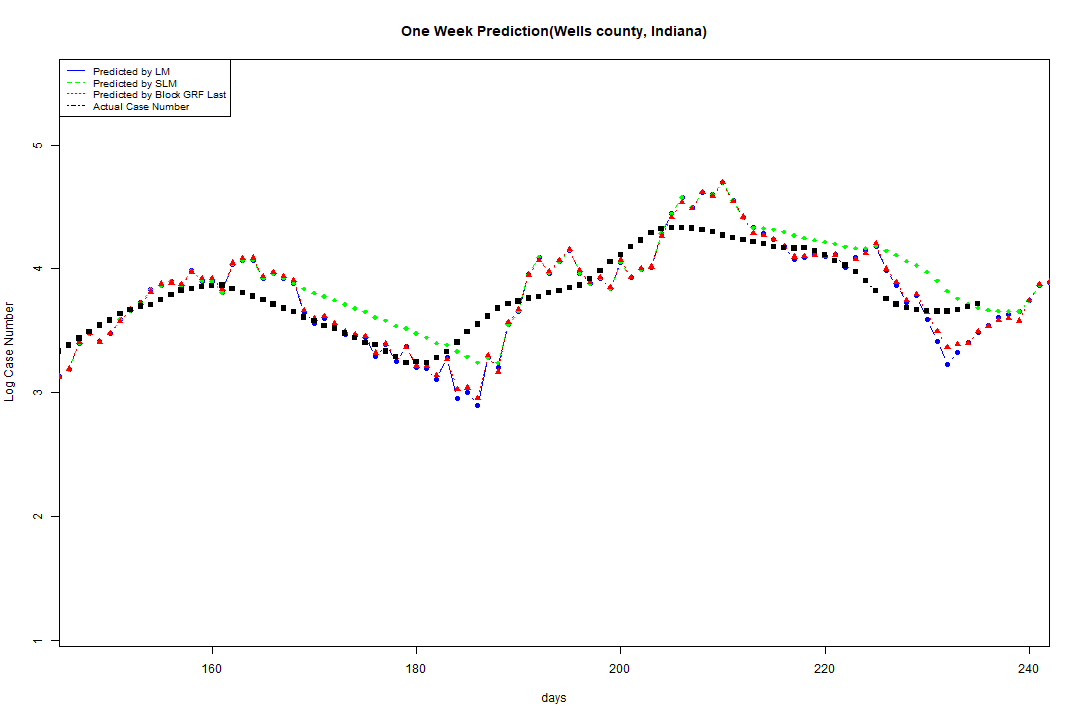 One Week Prediction(Wells county, Indiana)
Predicted by LM
Predicted by SLM
Predicted by Block GRF Last
Actual Case Number
5
4
3
2
1
Log Case Number
160 180 200 220 240
days